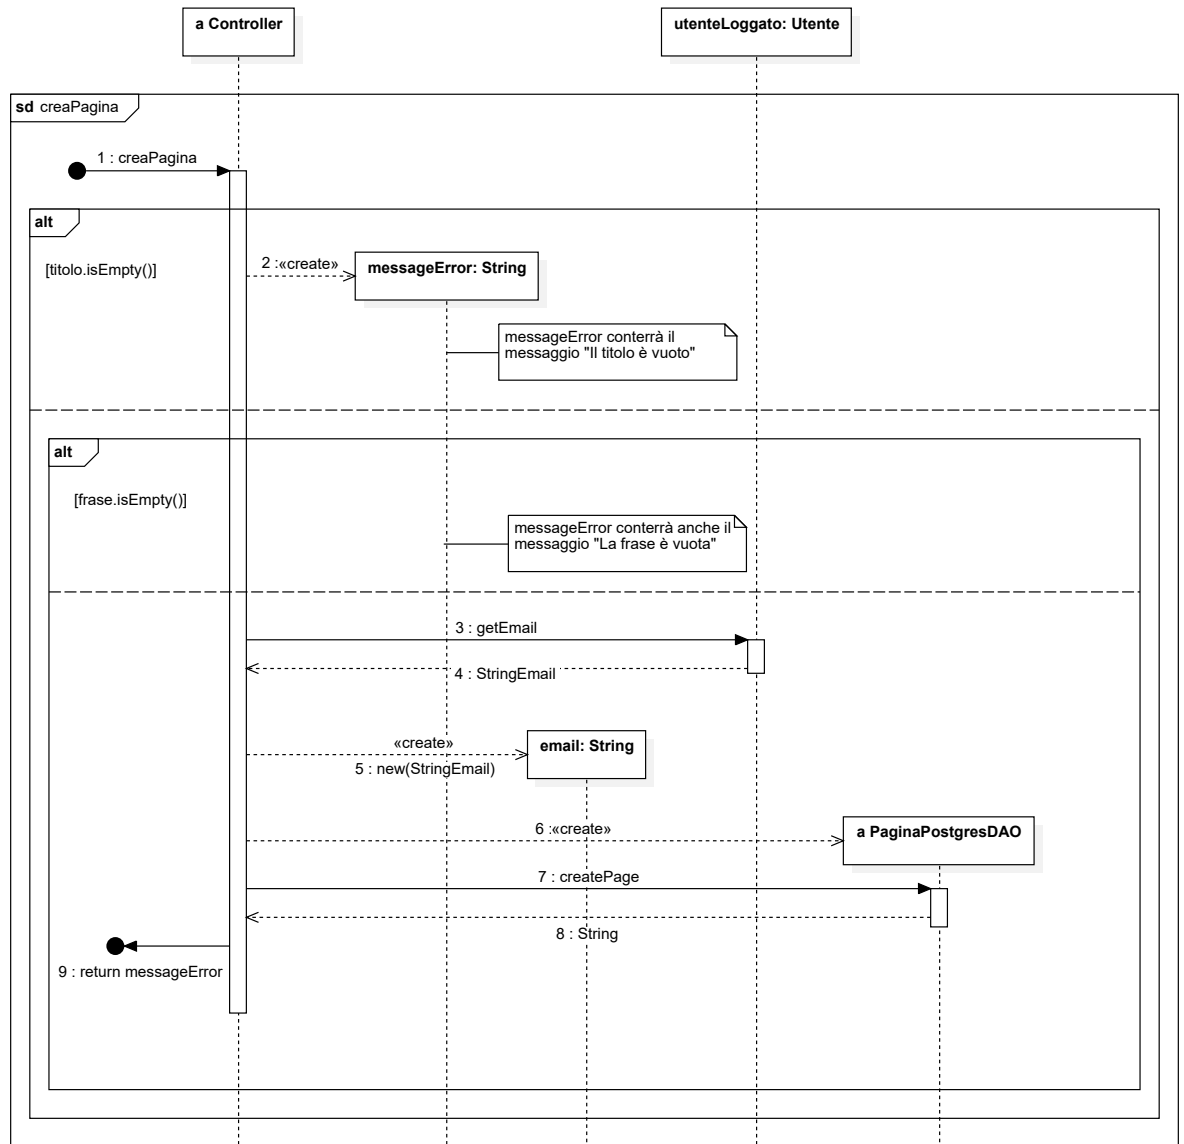 a Controller
utenteLoggato: Utente
sd creaPagina
1 : creaPagina
alt
[titolo.isEmpty()]
2 :«create»
messageError: String
messageError conterrà il
messaggio "Il titolo è vuoto"
alt
[frase.isEmpty()]
messageError conterrà anche il
messaggio "La frase è vuota"
3 : getEmail
4 : StringEmail
«create»
5 : new(StringEmail)
email: String
6 :«create»
a PaginaPostgresDAO
7 : createPage
8 : String
9 : return messageError